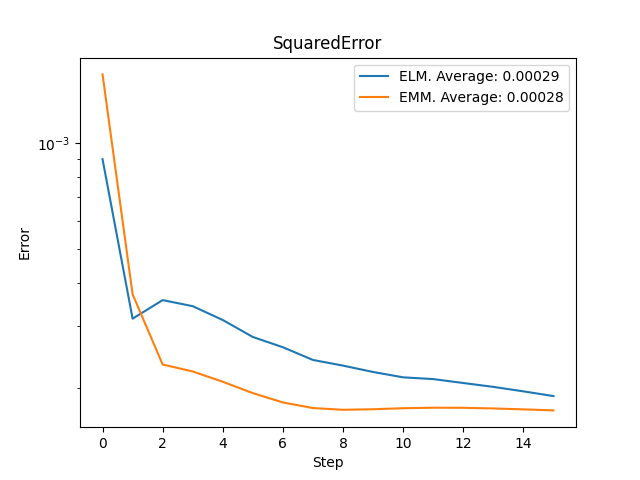 SquaredError
ELM. Average: 0.00029
EMM. Average: 0.00028
10⁻³
Error
0 2 4 6 8 10 12 14
Step